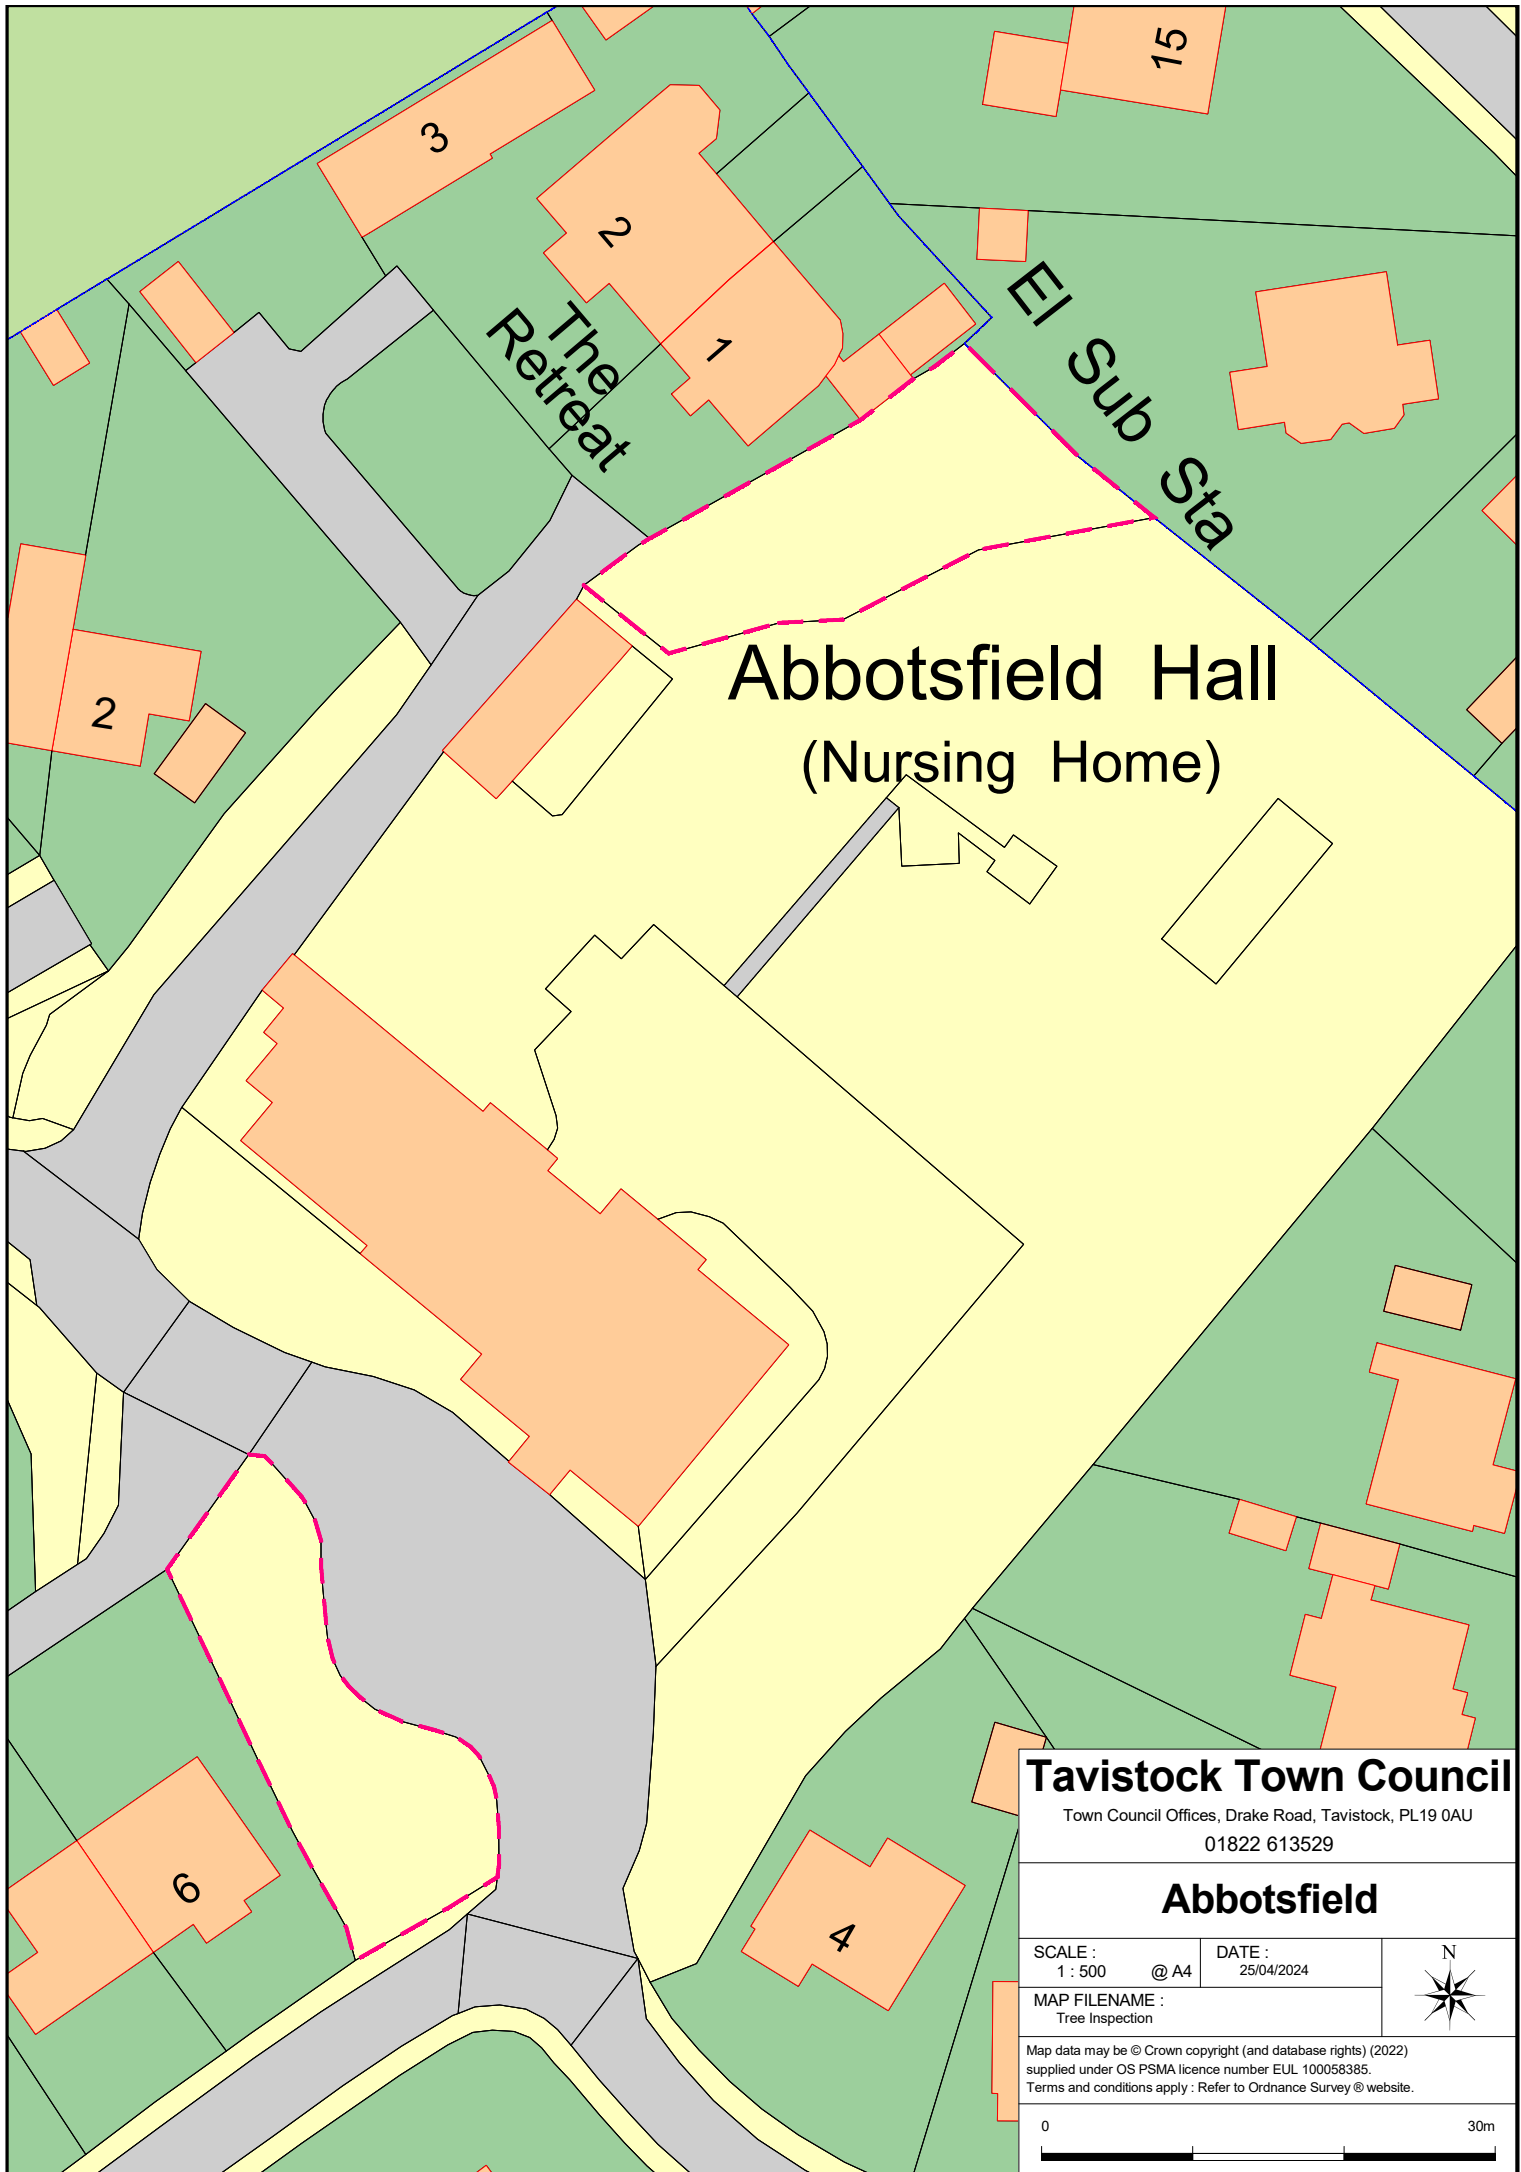 15
3
2
The
Retreat
1
El Sub Sta
2
Abbotsfield Hall
(Nursing Home)
6
4
Tavistock Town Council
Town Council Offices, Drake Road, Tavistock, PL19 0AU
01822 613529
Abbotsfield
SCALE :
1 : 500 @ A4
DATE :
25/04/2024
N
MAP FILENAME :
Tree Inspection
Map data may be © Crown copyright (and database rights) (2022)
supplied under OS PSMA licence number EUL 100058385.
Terms and conditions apply : Refer to Ordnance Survey ® website.
0 30m